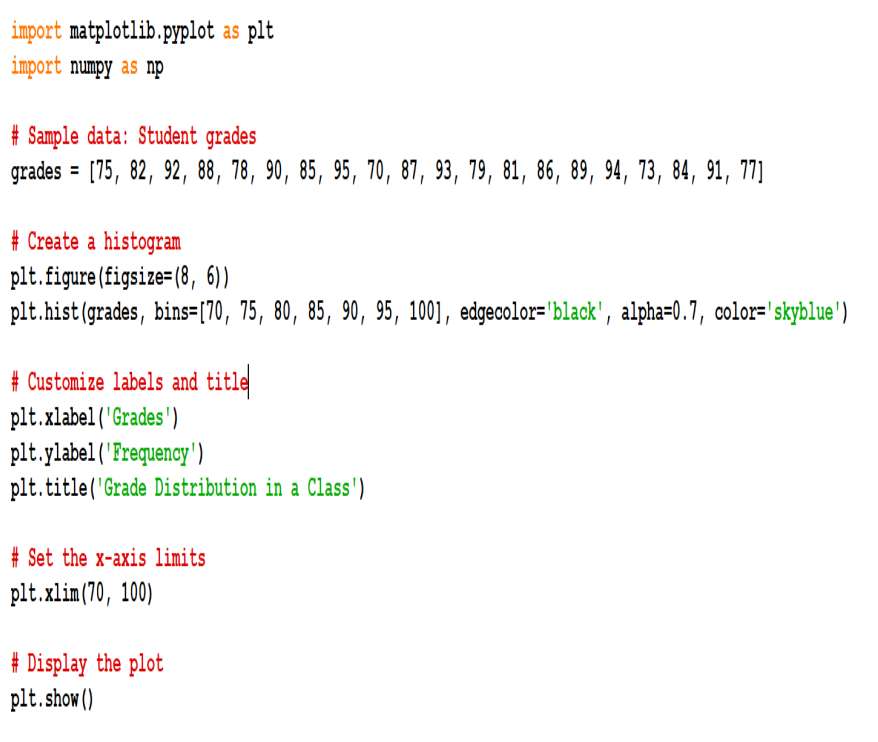 import matplotlib.pyplot as plt
import numpy as np
# Sample data: Student grades
grades = [75, 82, 92, 88, 78, 90, 85, 95, 70, 87, 93, 79, 81, 86, 89, 94, 73, 84, 91, 77]
# Create a histogram
plt.figure(figsize=(8, 6))
plt.hist(grades, bins=[70, 75, 80, 85, 90, 95, 100], edgecolor='black', alpha=0.7, color='skyblue')
# Customize labels and title
plt.xlabel('Grades')
plt.ylabel('Frequency')
plt.title('Grade Distribution in a Class')
# Set the x-axis limits
plt.xlim(70, 100)
# Display the plot
plt.show()